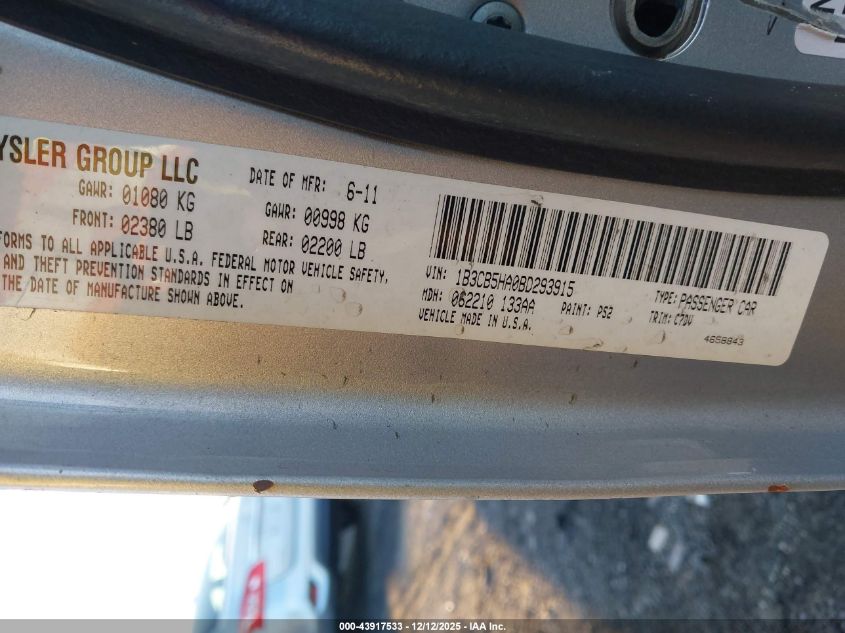 YSLER GROUP LLC
DATE OF MFR: 6-11
GAWR: 01080 KG
GAWR: 00998 KG
FRONT: 02380 LB
REAR: 02200 LB
FORMS TO ALL APPLICABLE U.S.A. FEDERAL MOTOR VEHICLE SAFETY,
AND THEFT PREVENTION STANDARDS IN EFFECT ON
DATE OF MANUFACTURE SHOWN ABOVE.
VIN: 1B3CB5HA0BD293915
TYPE: PASSENGER CAR
MDH: 062210 133AA
PAINT: PS2
TRIM: C7DV
VEHICLE MADE IN U.S.A.
4658843
000-43917533 - 12/12/2025 - IAA Inc.